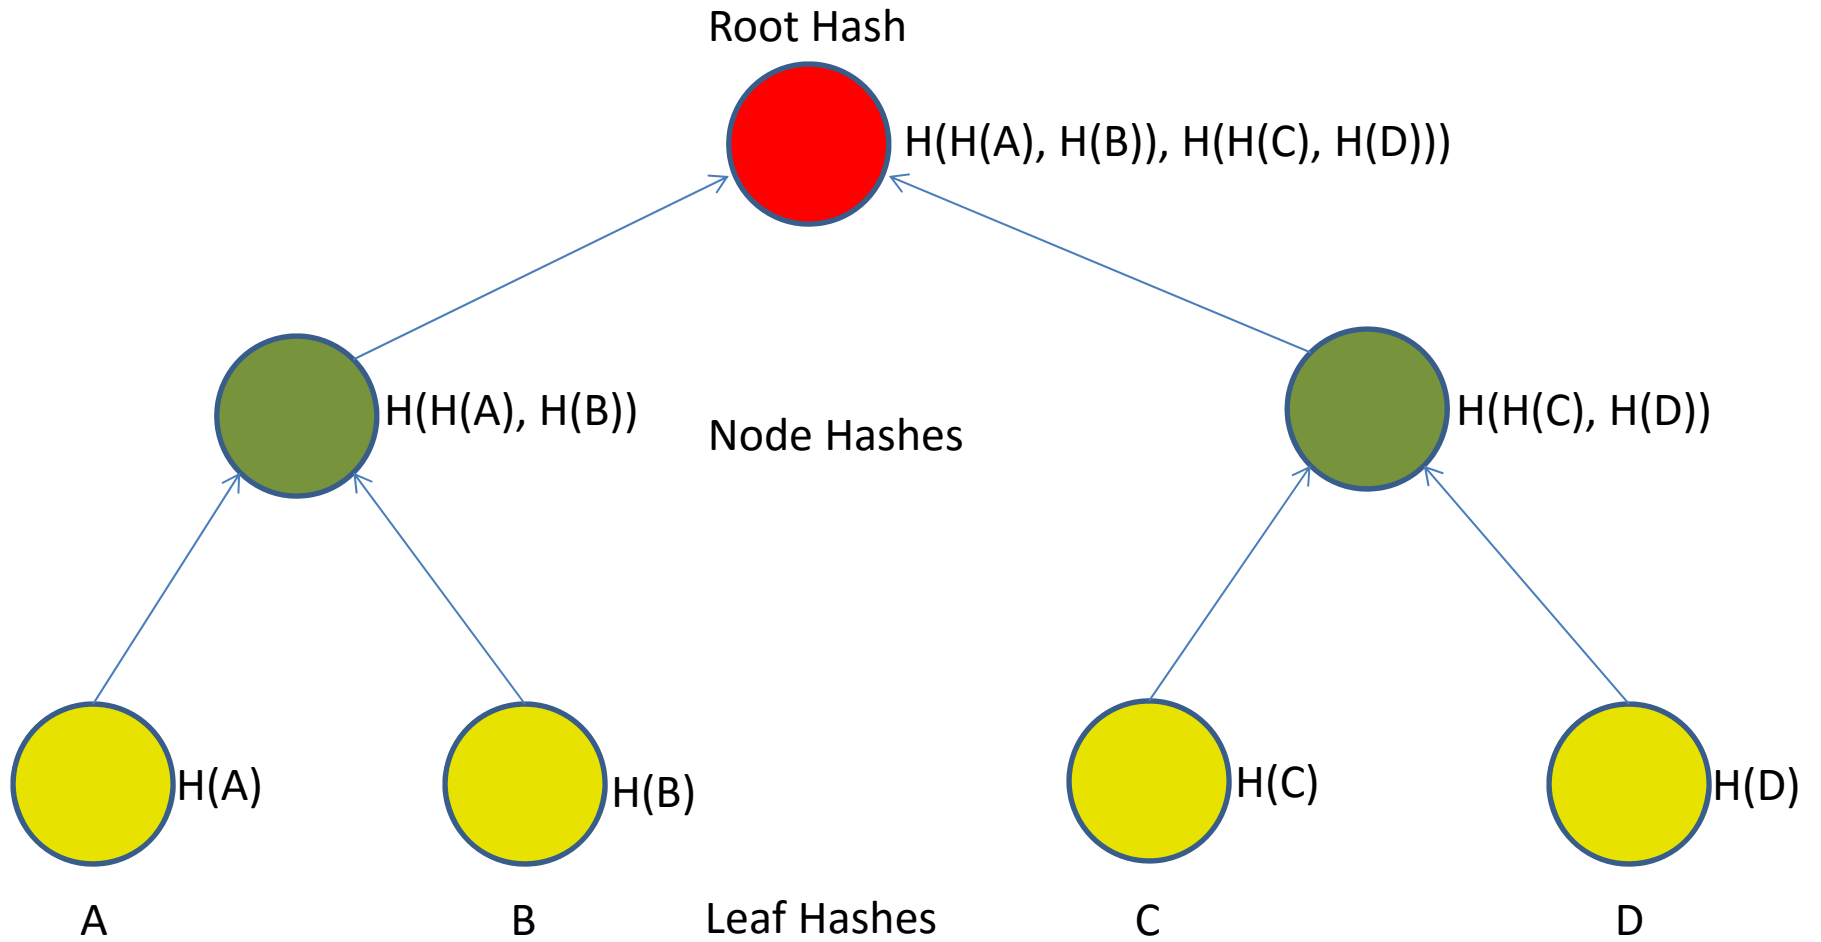 Root Hash
H(H(A), H(B)), H(H(C), H(D)))
H(H(A), H(B))
Node Hashes
H(H(C), H(D))
H(A)
H(B)
H(C)
H(D)
A
B
Leaf Hashes
C
D